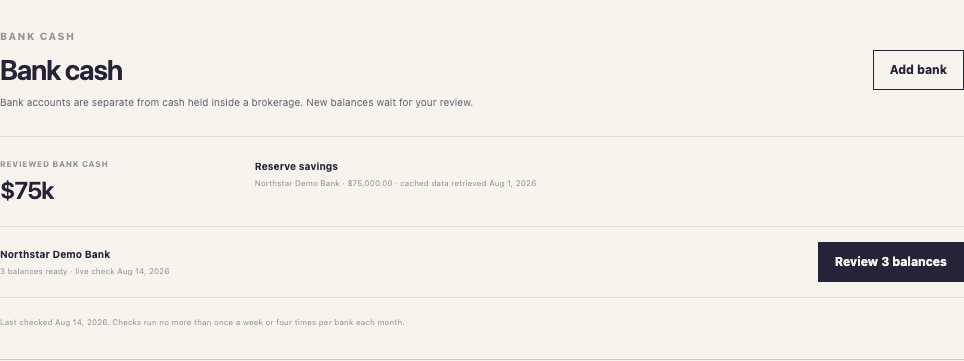 BANK CASH
Bank cash
Add bank
Bank accounts are separate from cash held inside a brokerage. New balances wait for your review.
REVIEWED BANK CASH
$75k
Reserve savings
Northstar Demo Bank · $75,000.00 · cached data retrieved Aug 1, 2026
Northstar Demo Bank
3 balances ready · live check Aug 14, 2026
Review 3 balances
Last checked Aug 14, 2026. Checks run no more than once a week or four times per bank each month.